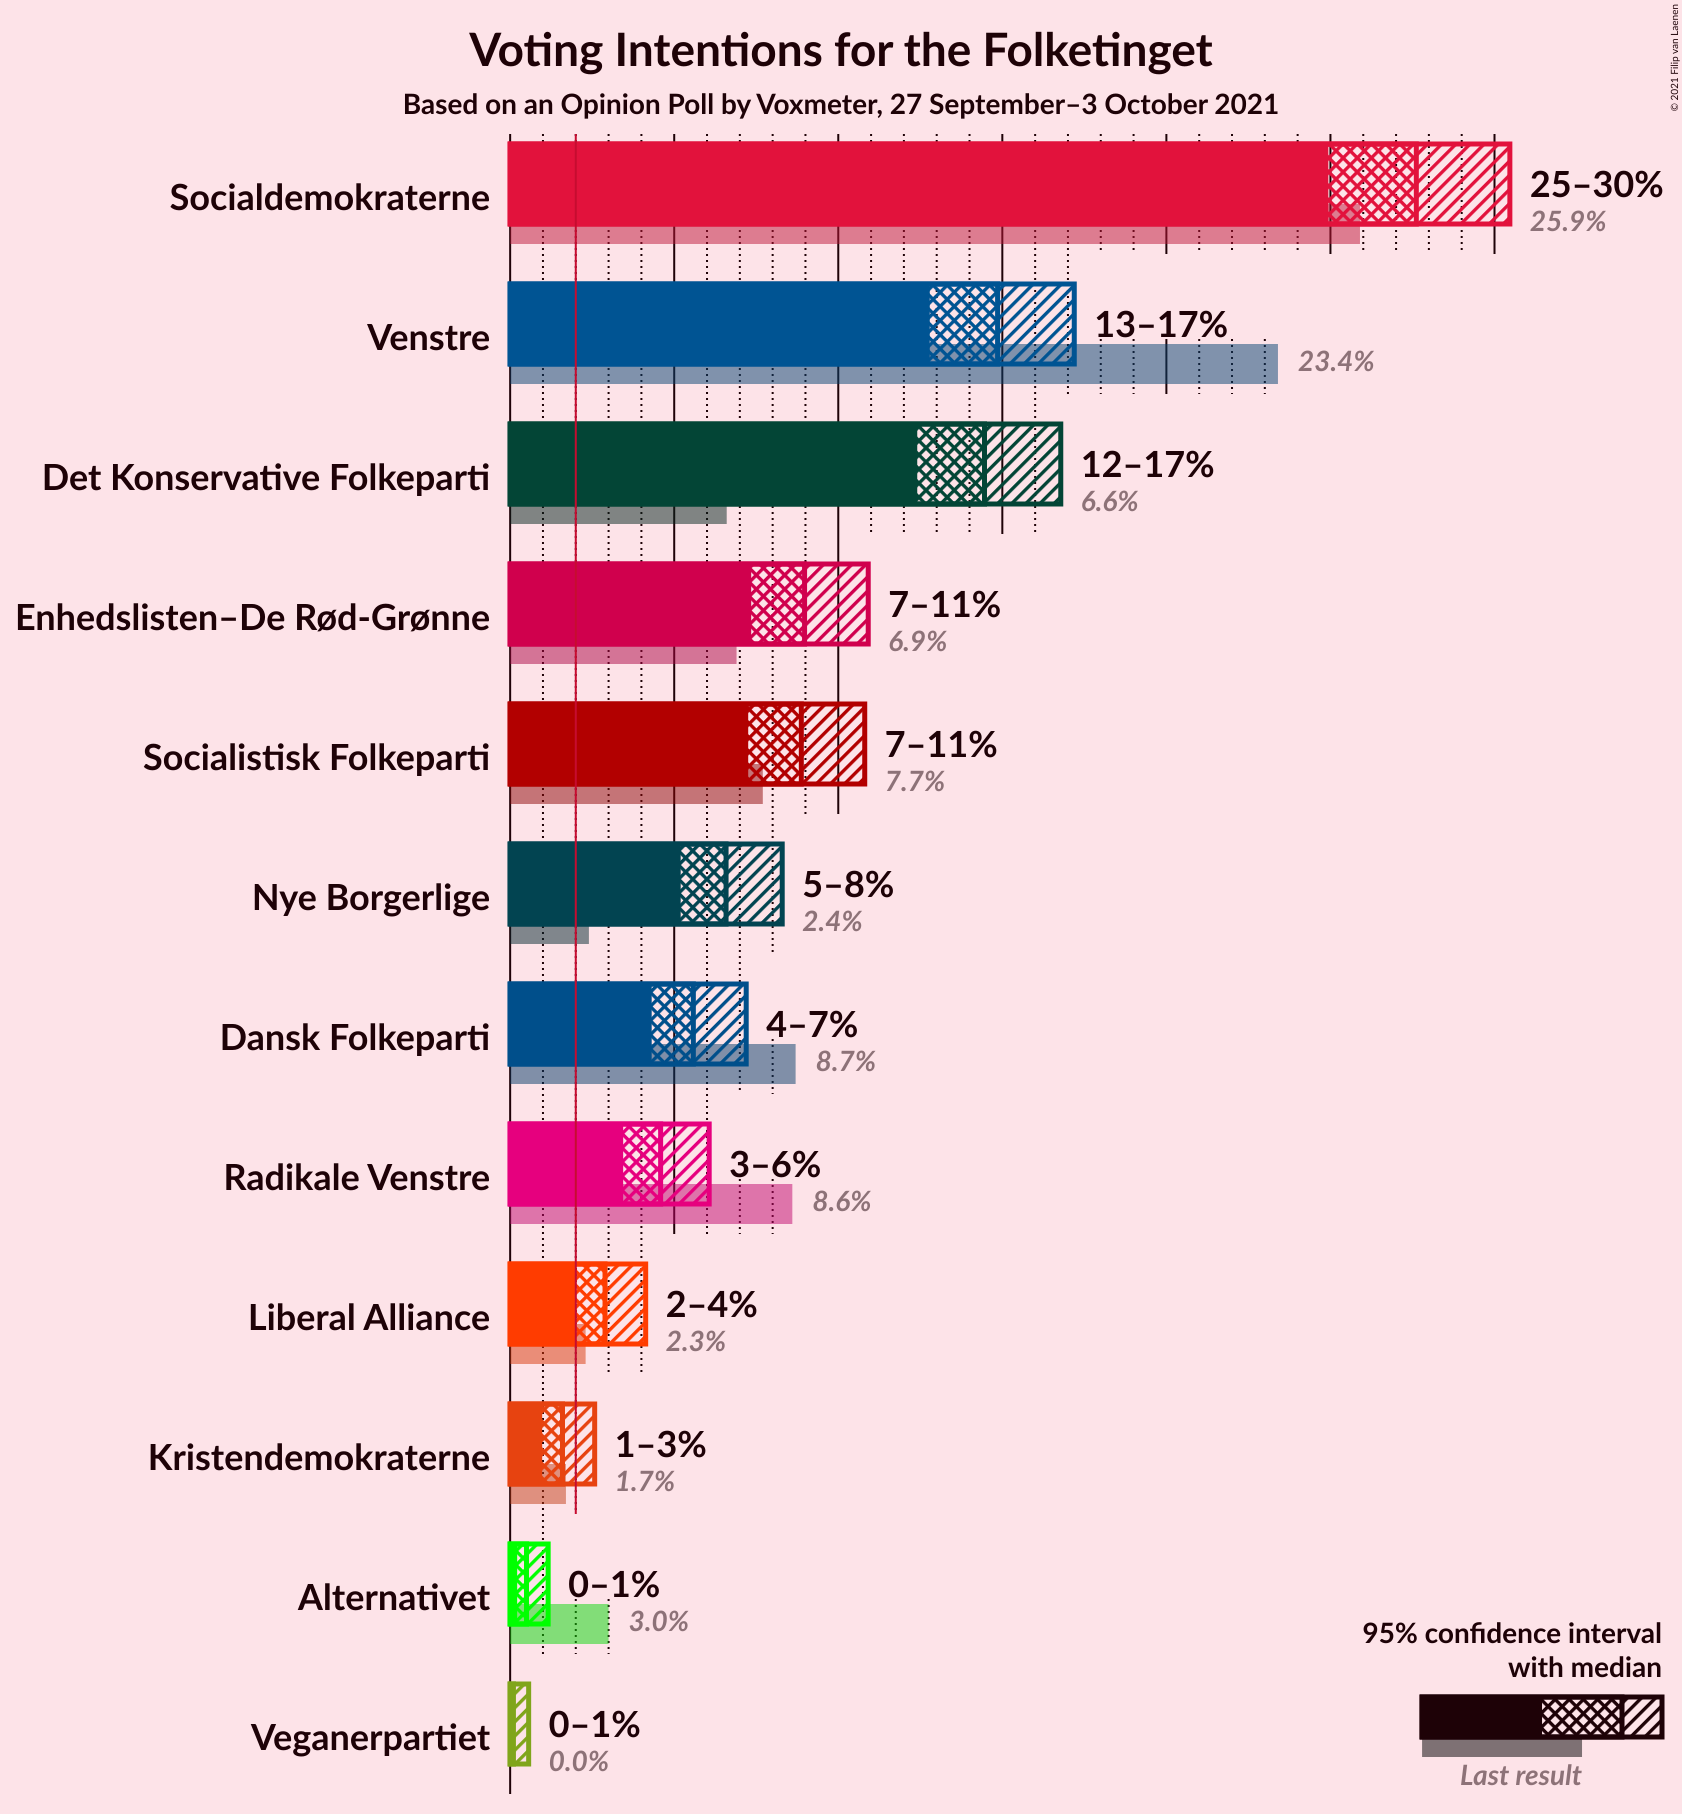 Voting Intentions for the Folketinget
Based on an Opinion Poll by Voxmeter, 27 September–3 October 2021
© 2021 Filip van Laenen
Socialdemokraterne
25–30%
25.9%
Venstre
13–17%
23.4%
Det Konservative Folkeparti
12–17%
6.6%
Enhedslisten–De Rød-Grønne
7–11%
6.9%
Socialistisk Folkeparti
7–11%
7.7%
Nye Borgerlige
5–8%
2.4%
Dansk Folkeparti
4–7%
8.7%
Radikale Venstre
3–6%
8.6%
Liberal Alliance
2–4%
2.3%
Kristendemokraterne
1–3%
1.7%
Alternativet
0–1%
3.0%
Veganerpartiet
0–1%
0.0%
95% confidence interval
with median
Last result